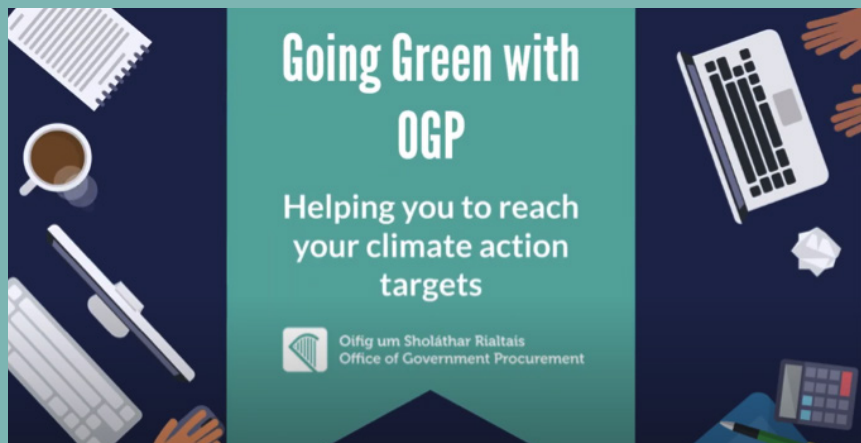 Going Green with
OGP
Helping you to reach
your climate action
targets
Oifig um Sholáthar Rialtais
Office of Government Procurement